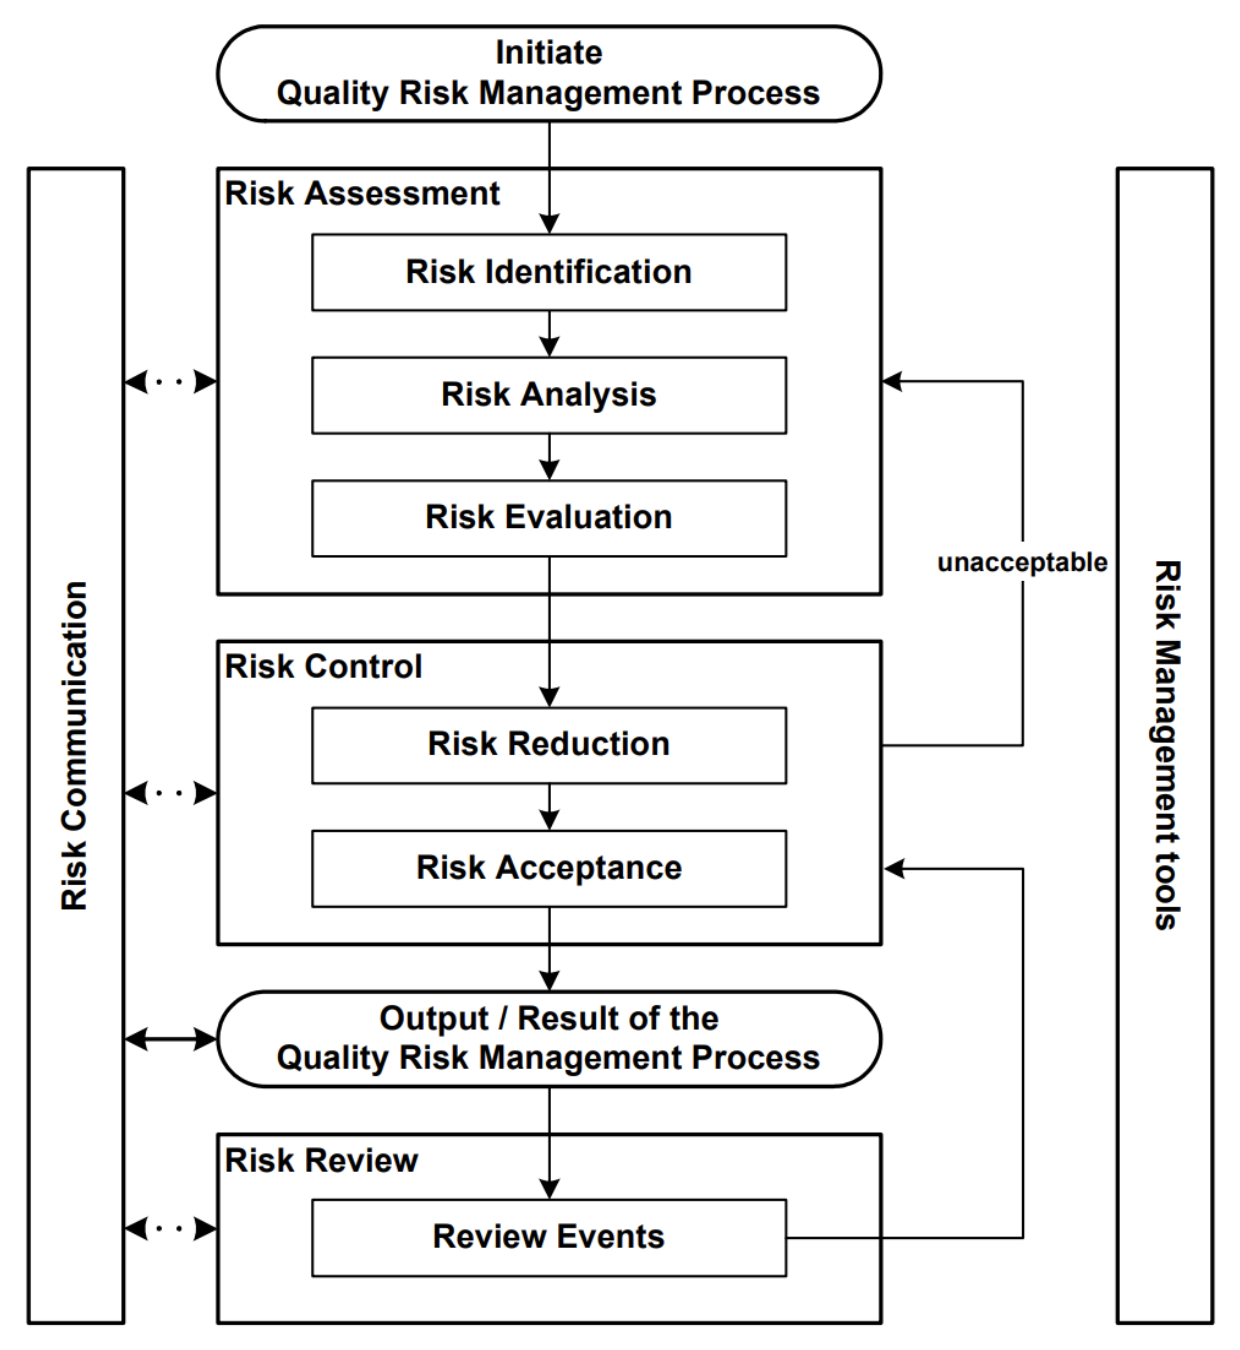 Initiate
Quality Risk Management Process
Risk Assessment
Risk Identification
Risk Analysis
Risk Evaluation
unacceptable
Risk Communication
Risk Management tools
Risk Control
Risk Reduction
Risk Acceptance
Output / Result of the
Quality Risk Management Process
Risk Review
Review Events